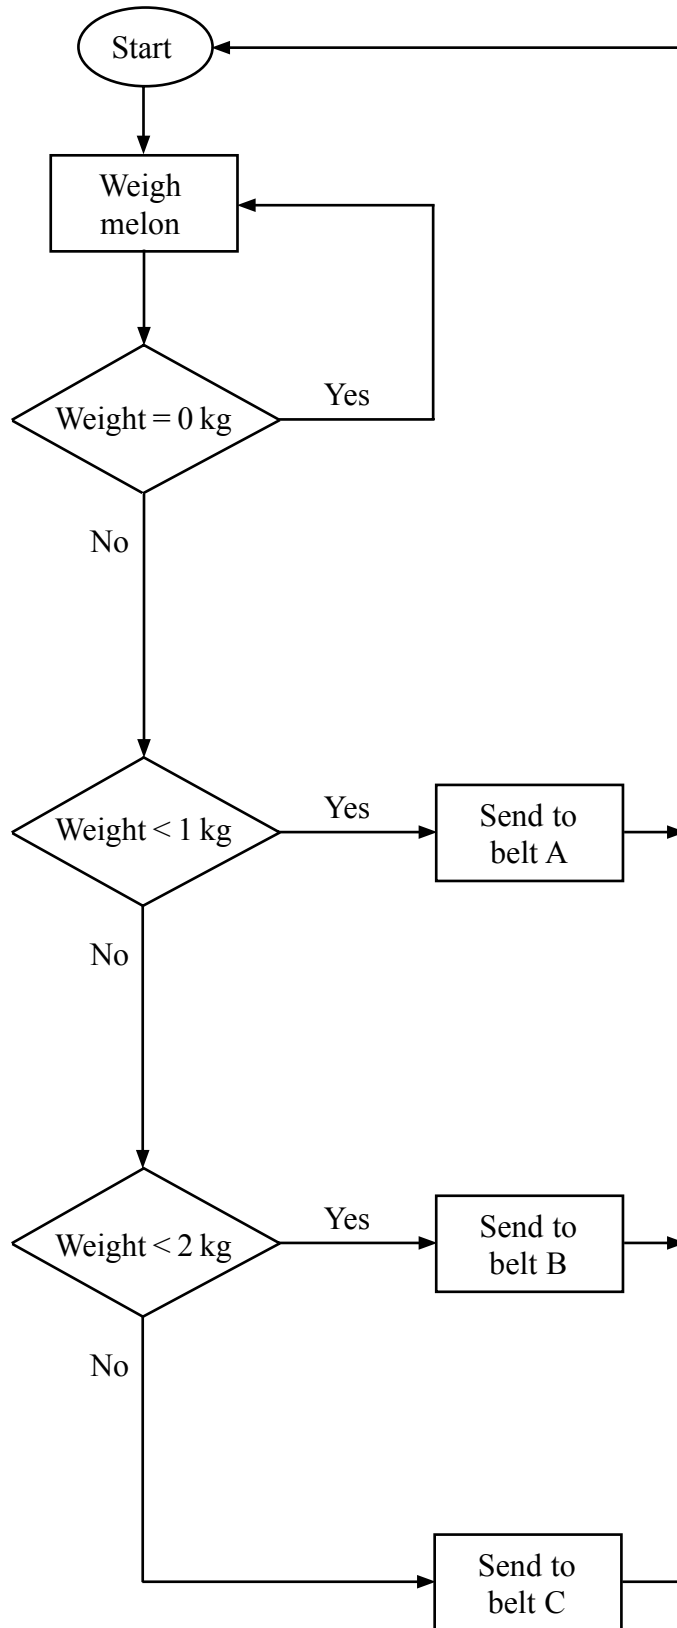 Start
Weigh
melon
Weight = 0 kg
Yes
No
Weight < 1 kg
Yes
Send to
belt A
No
Weight < 2 kg
Yes
Send to
belt B
No
Send to
belt C